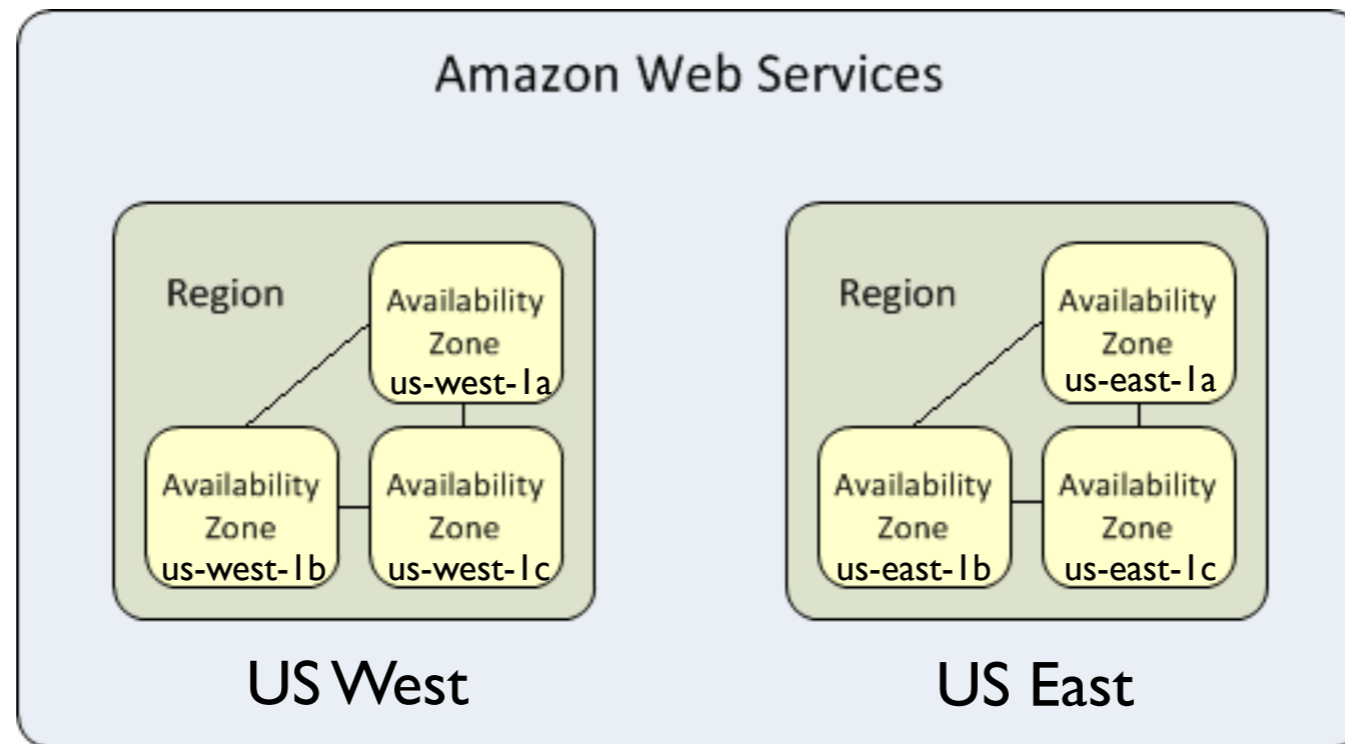 Amazon Web Services
Region
Availability
Zone
us-west-1a
Availability
Zone
us-west-1b
Availability
Zone
us-west-1c
US West
Region
Availability
Zone
us-east-1a
Availability
Zone
us-east-1b
Availability
Zone
us-east-1c
US East